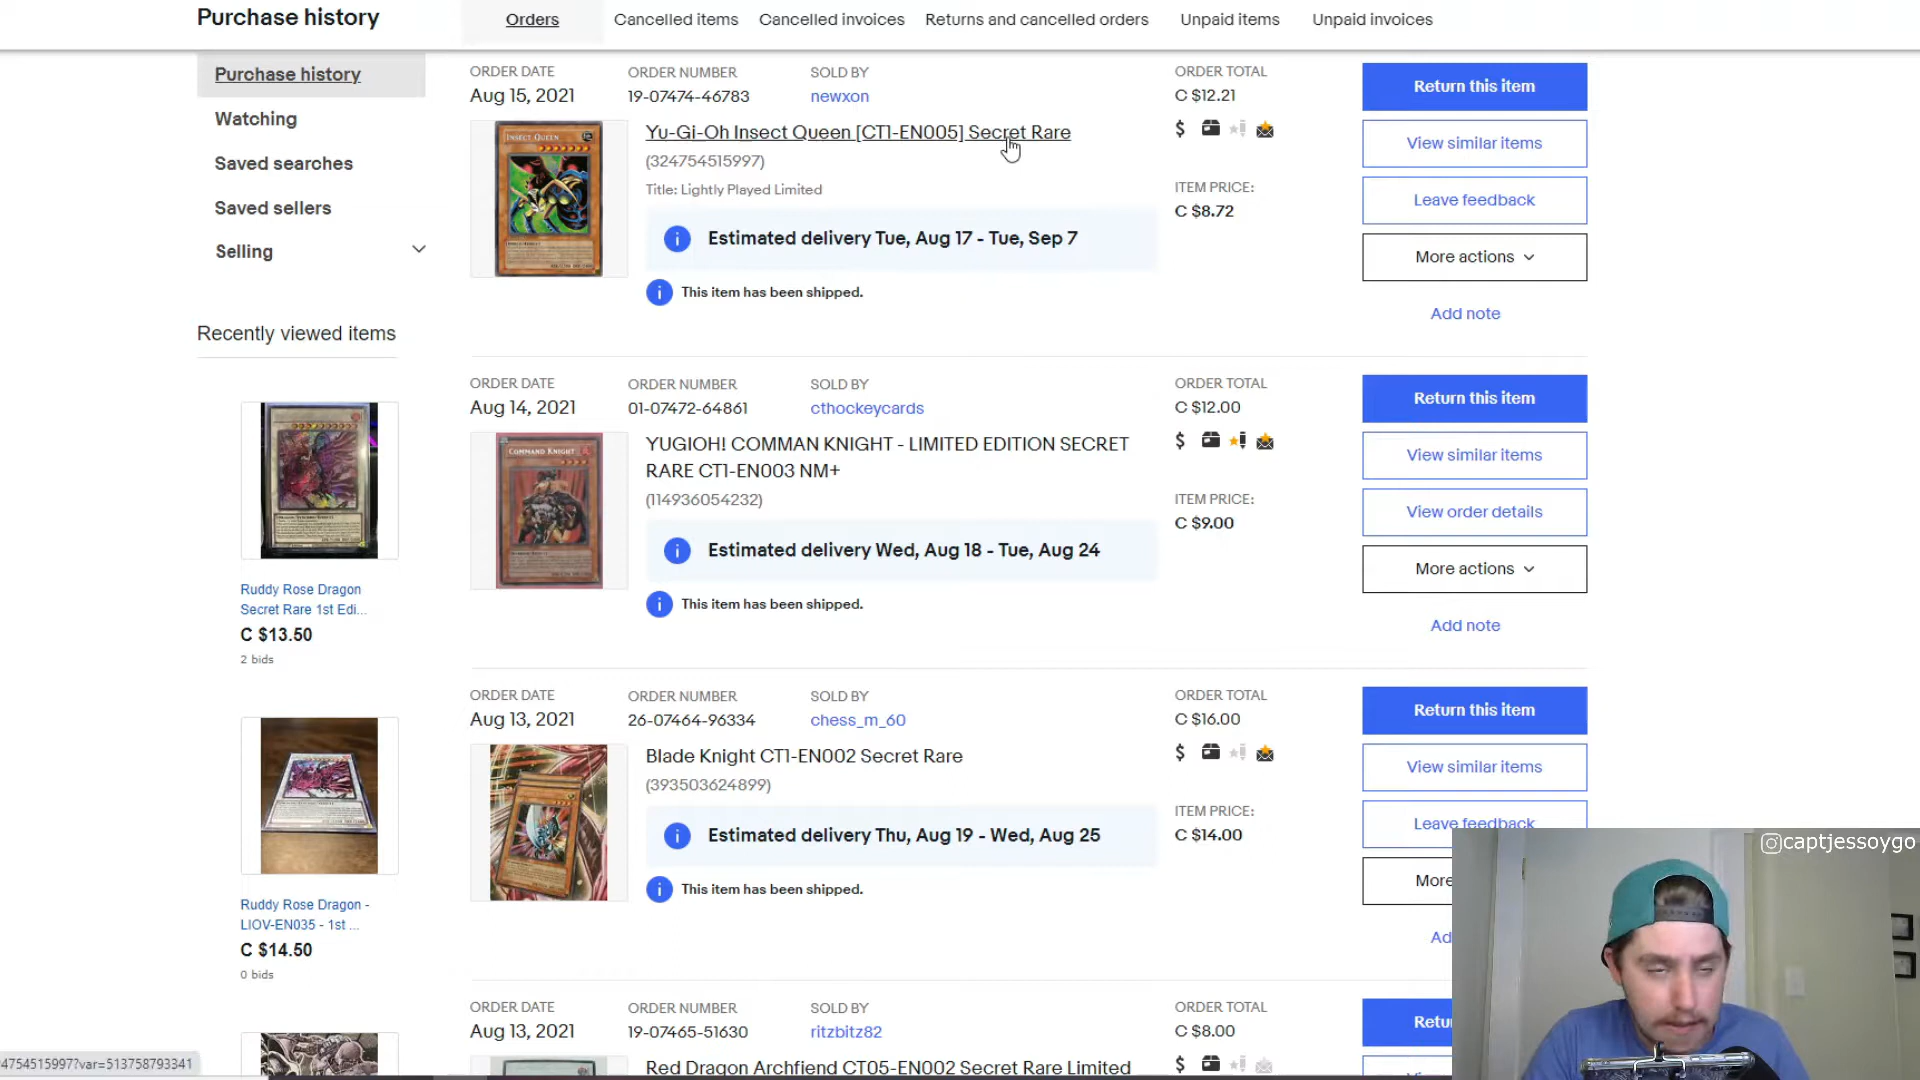 Purchase history
Orders
Cancelled items
Cancelled invoices
Returns and cancelled orders
Unpaid items
Unpaid invoices
Purchase history
Watching
Saved searches
Saved sellers
Selling
Recently viewed items
Ruddy Rose Dragon
Secret Rare 1st Edi...
C $13.50
2 bids
Ruddy Rose Dragon -
LIOV-EN035 - 1st ...
C $14.50
0 bids
ORDER DATE
Aug 15, 2021
ORDER NUMBER
19-07474-46783
SOLD BY
newxon
ORDER TOTAL
C $12.21
INSECT QUEEN
Yu-Gi-Oh Insect Queen [CT1-EN005] Secret Rare
(324754515997)
Title: Lightly Played Limited
ITEM PRICE:
C $8.72
Estimated delivery Tue, Aug 17 - Tue, Sep 7
This item has been shipped.
Return this item
View similar items
Leave feedback
More actions
Add note
ORDER DATE
Aug 14, 2021
ORDER NUMBER
01-07472-64861
SOLD BY
cthockeycards
ORDER TOTAL
C $12.00
COMMAND KNIGHT
YUGIOH! COMMAN KNIGHT - LIMITED EDITION SECRET
RARE CT1-EN003 NM+
(114936054232)
ITEM PRICE:
C $9.00
Estimated delivery Wed, Aug 18 - Tue, Aug 24
This item has been shipped.
Return this item
View similar items
View order details
More actions
Add note
ORDER DATE
Aug 13, 2021
ORDER NUMBER
26-07464-96334
SOLD BY
chess_m_60
ORDER TOTAL
C $16.00
Blade Knight CT1-EN002 Secret Rare
(393503624899)
ITEM PRICE:
C $14.00
Estimated delivery Thu, Aug 19 - Wed, Aug 25
This item has been shipped.
Return this item
View similar items
Leave feedback
More
Ad
@captjessoygo
ORDER DATE
Aug 13, 2021
ORDER NUMBER
19-07465-51630
SOLD BY
ritzbitz82
ORDER TOTAL
C $8.00
Retu
Red Dragon Archfiend CT05-EN002 Secret Rare Limited
4754515997?var=513758793341